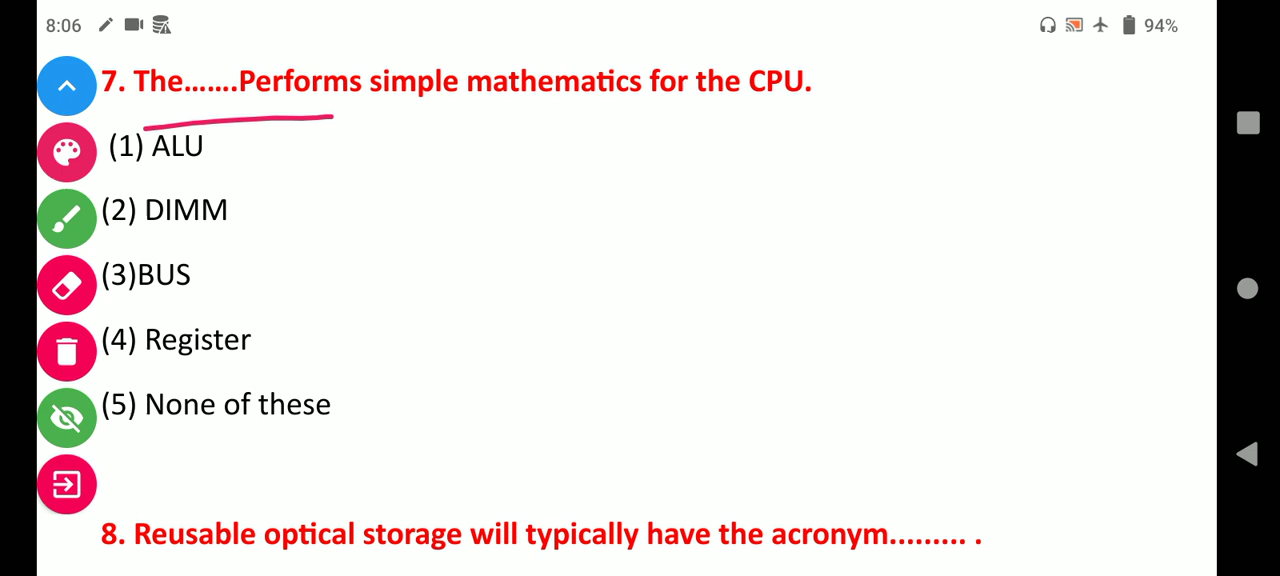 8:06 94%
7. The.......Performs simple mathematics for the CPU.
(1) ALU
(2) DIMM
(3)BUS
(4) Register
(5) None of these
8. Reusable optical storage will typically have the acronym......... .